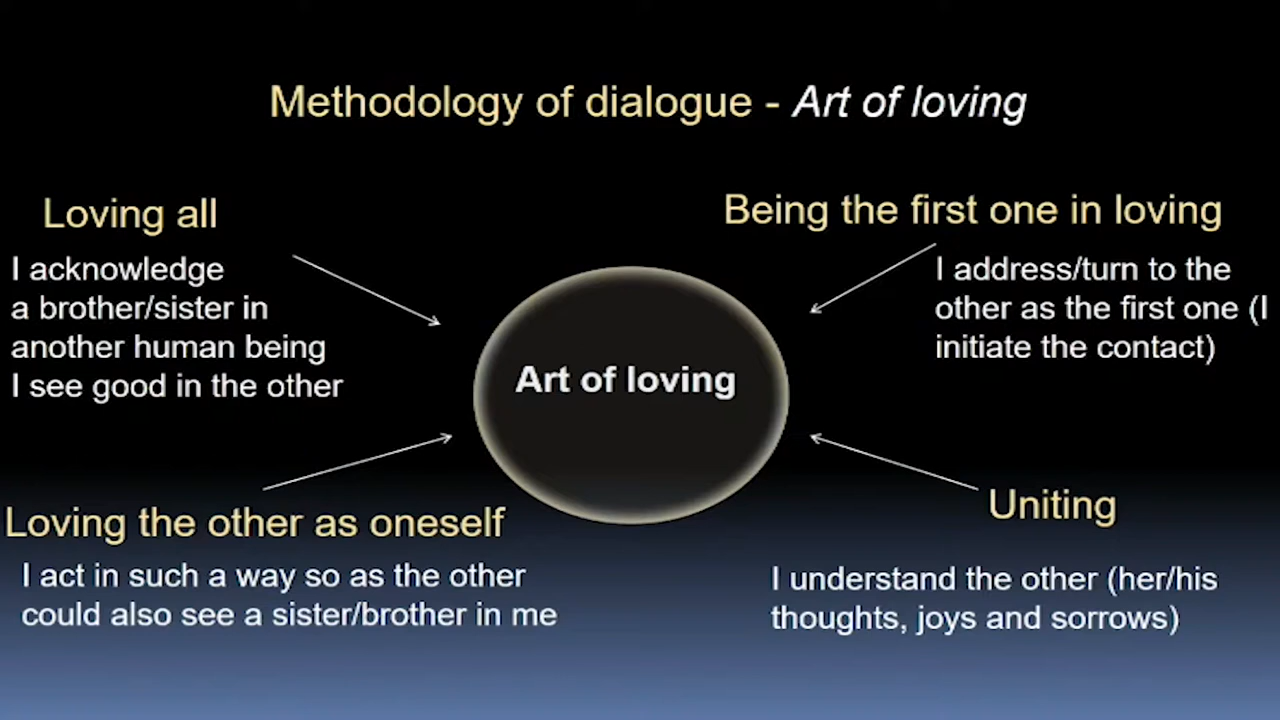 Methodology of dialogue - Art of loving
Loving all
I acknowledge
a brother/sister in
another human being
I see good in the other
Being the first one in loving
I address/turn to the
other as the first one (I
initiate the contact)
Art of loving
Loving the other as oneself
I act in such a way so as the other
could also see a sister/brother in me
Uniting
I understand the other (her/his
thoughts, joys and sorrows)